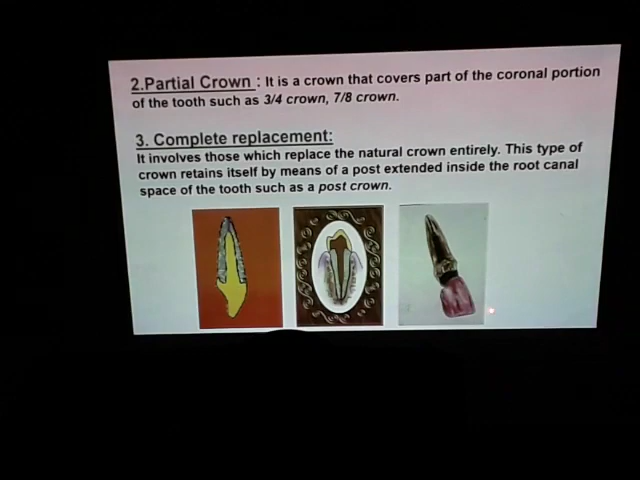 2.Partial Crown : It is a crown that covers part of the coronal portion
of the tooth such as 3/4 crown, 7/8 crown.
3. Complete replacement:
It involves those which replace the natural crown entirely. This type of
crown retains itself by means of a post extended inside the root canal
space of the tooth such as a post crown.